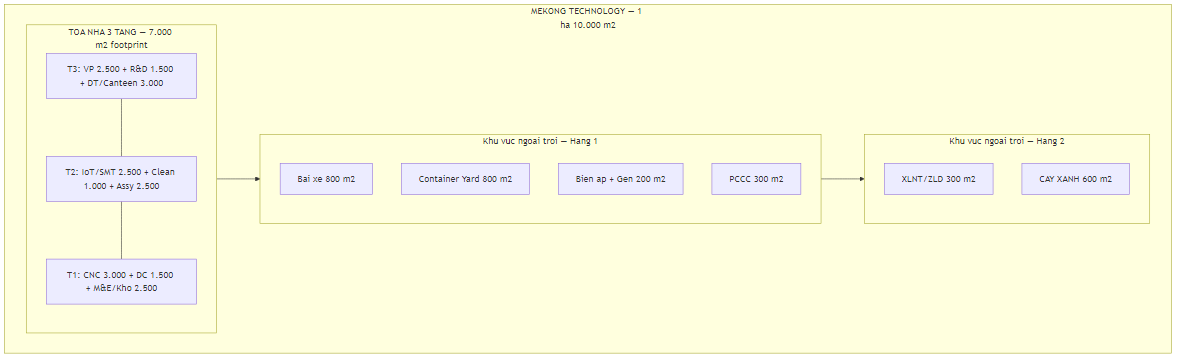 MEKONG TECHNOLOGY — 1
ha 10.000 m2
TOA NHA 3 TANG — 7.000
m2 footprint
T3: VP 2.500 + R&D 1.500
+ DT/Canteen 3.000
T2: IoT/SMT 2.500 + Clean
1.000 + Assy 2.500
T1: CNC 3.000 + DC 1.500
+ M&E/Kho 2.500
Khu vuc ngoai troi — Hang 1
Bai xe 800 m2
Container Yard 800 m2
Bien ap + Gen 200 m2
PCCC 300 m2
Khu vuc ngoai troi — Hang 2
XLNT/ZLD 300 m2
CAY XANH 600 m2